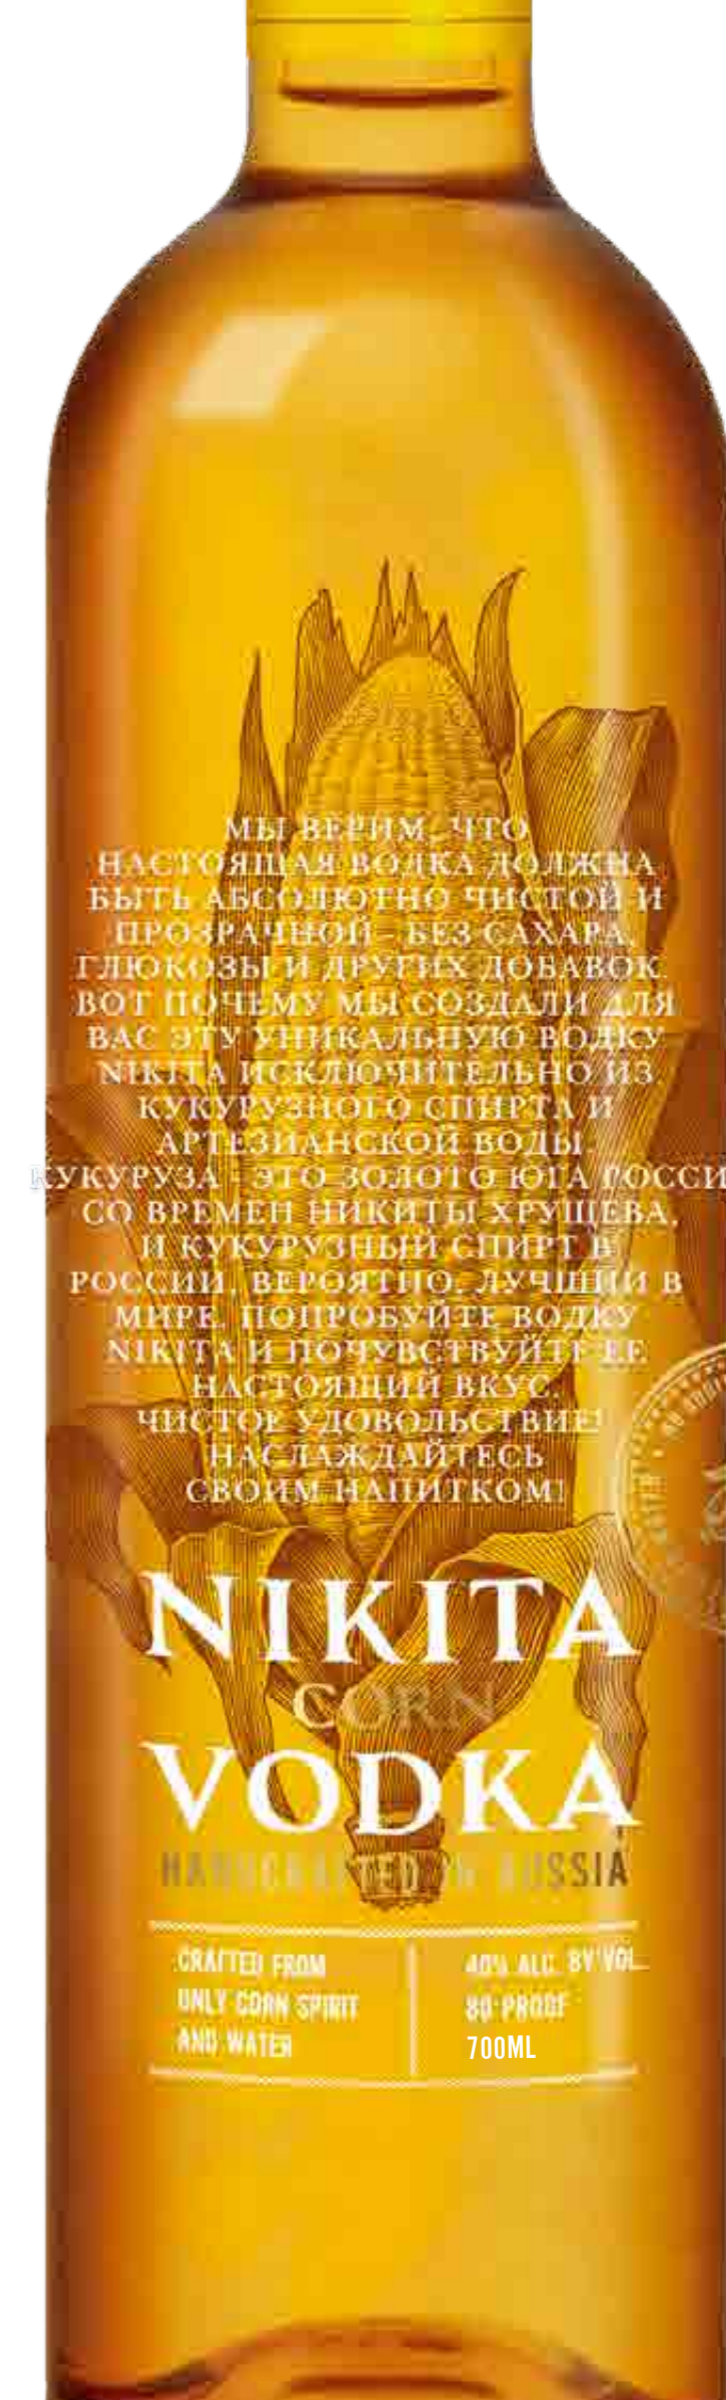 МЫ ВЕРИМ, ЧТО
НАСТОЯЩАЯ ВОДКА ДОЛЖНА
БЫТЬ АБСОЛЮТНО ЧИСТОЙ И
ПРОЗРАЧНОЙ - БЕЗ САХАРА,
ГЛЮКОЗЫ И ДРУГИХ ДОБАВОК.
ВОТ ПОЧЕМУ МЫ СОЗДАЛИ ДЛЯ
ВАС ЭТУ УНИКАЛЬНУЮ ВОДКУ
NIKITA ИСКЛЮЧИТЕЛЬНО ИЗ
КУКУРУЗНОГО СПИРТА И
АРТЕЗИАНСКОЙ ВОДЫ
КУКУРУЗА - ЭТО ЗОЛОТО ЮГА РОССИ
СО ВРЕМЕН НИКИТЫ ХРУЩЕВА,
И КУКУРУЗНЫЙ СПИРТ В
РОССИИ, ВЕРОЯТНО, ЛУЧШИЙ В
МИРЕ. ПОПРОБУЙТЕ ВОДКУ
NIKITA И ПОЧУВСТВУЙТЕ ЕЕ
НАСТОЯЩИЙ ВКУС.
ЧИСТОЕ УДОВОЛЬСТВИЕ!
НАСЛАЖДАЙТЕСЬ
СВОИМ НАПИТКОМ!
NIKITA
CORN
VODKA
HANDCRAFTED IN RUSSIA
CRAFTED FROM
ONLY CORN SPIRIT
AND WATER
40% ALC. BY VOL.
80 PROOF
700ML